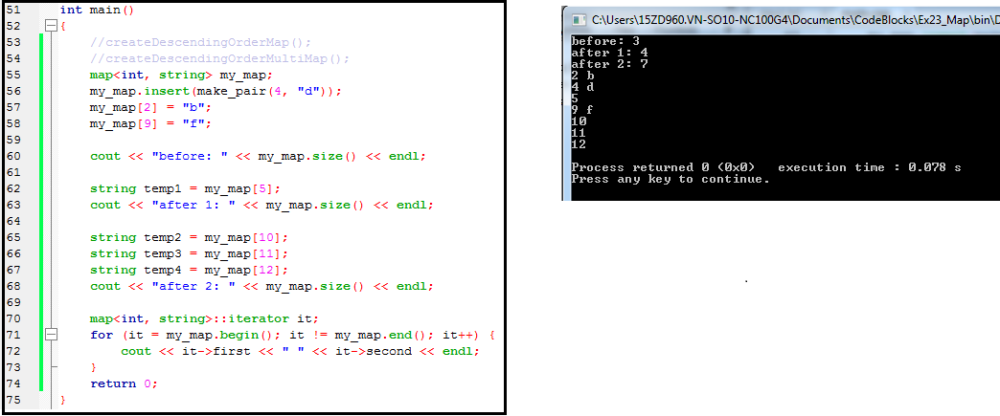 51 int main()
52 {
53 //createDescendingOrderMap();
54 //createDescendingOrderMultiMap();
55 map<int, string> my_map;
56 my_map.insert(make_pair(4, "d"));
57 my_map[2] = "b";
58 my_map[9] = "f";
59
60 cout << "before: " << my_map.size() << endl;
61
62 string temp1 = my_map[5];
63 cout << "after 1: " << my_map.size() << endl;
64
65 string temp2 = my_map[10];
66 string temp3 = my_map[11];
67 string temp4 = my_map[12];
68 cout << "after 2: " << my_map.size() << endl;
69
70 map<int, string>::iterator it;
71 for (it = my_map.begin(); it != my_map.end(); it++) {
72 cout << it->first << " " << it->second << endl;
73 }
74 return 0;
75 }
C:\Users\15ZD960.VN-SO10-NC100G4\Documents\CodeBlocks\Ex23_Map\bin\D
before: 3
after 1: 4
after 2: 7
2 b
4 d
5
9 f
10
11
12
Process returned 0 (0x0) execution time : 0.078 s
Press any key to continue.